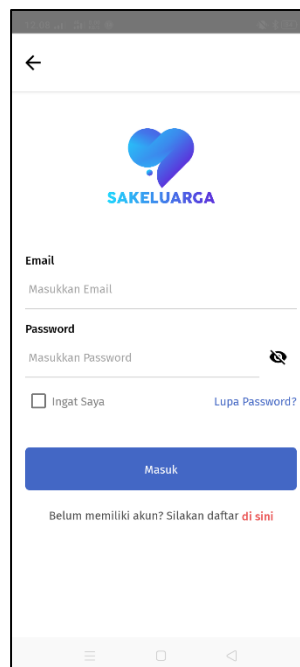 SAKELUARGA
Email
Masukkan Email
Password
Masukkan Password
Ingat Saya Lupa Password?
Masuk
Belum memiliki akun? Silakan daftar di sini